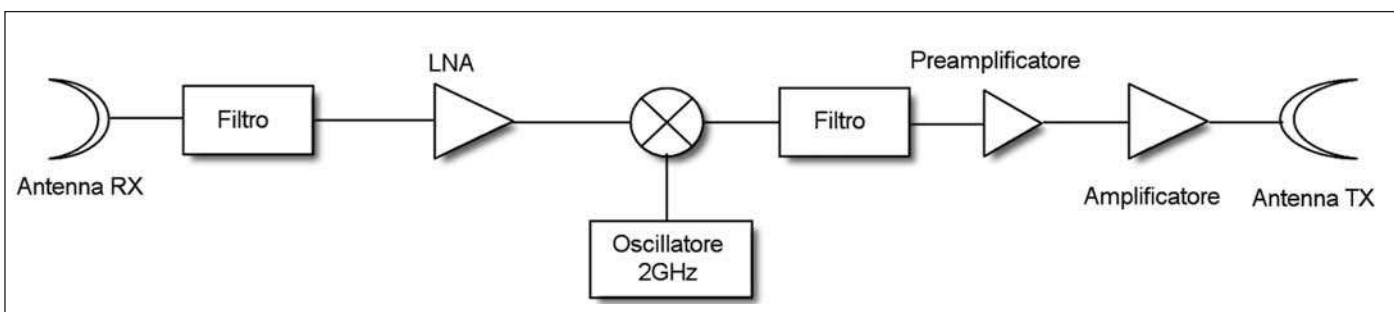 Antenna RX
Filtro
LNA
Oscillatore
2GHz
Filtro
Preamplificatore
Amplificatore
Antenna TX